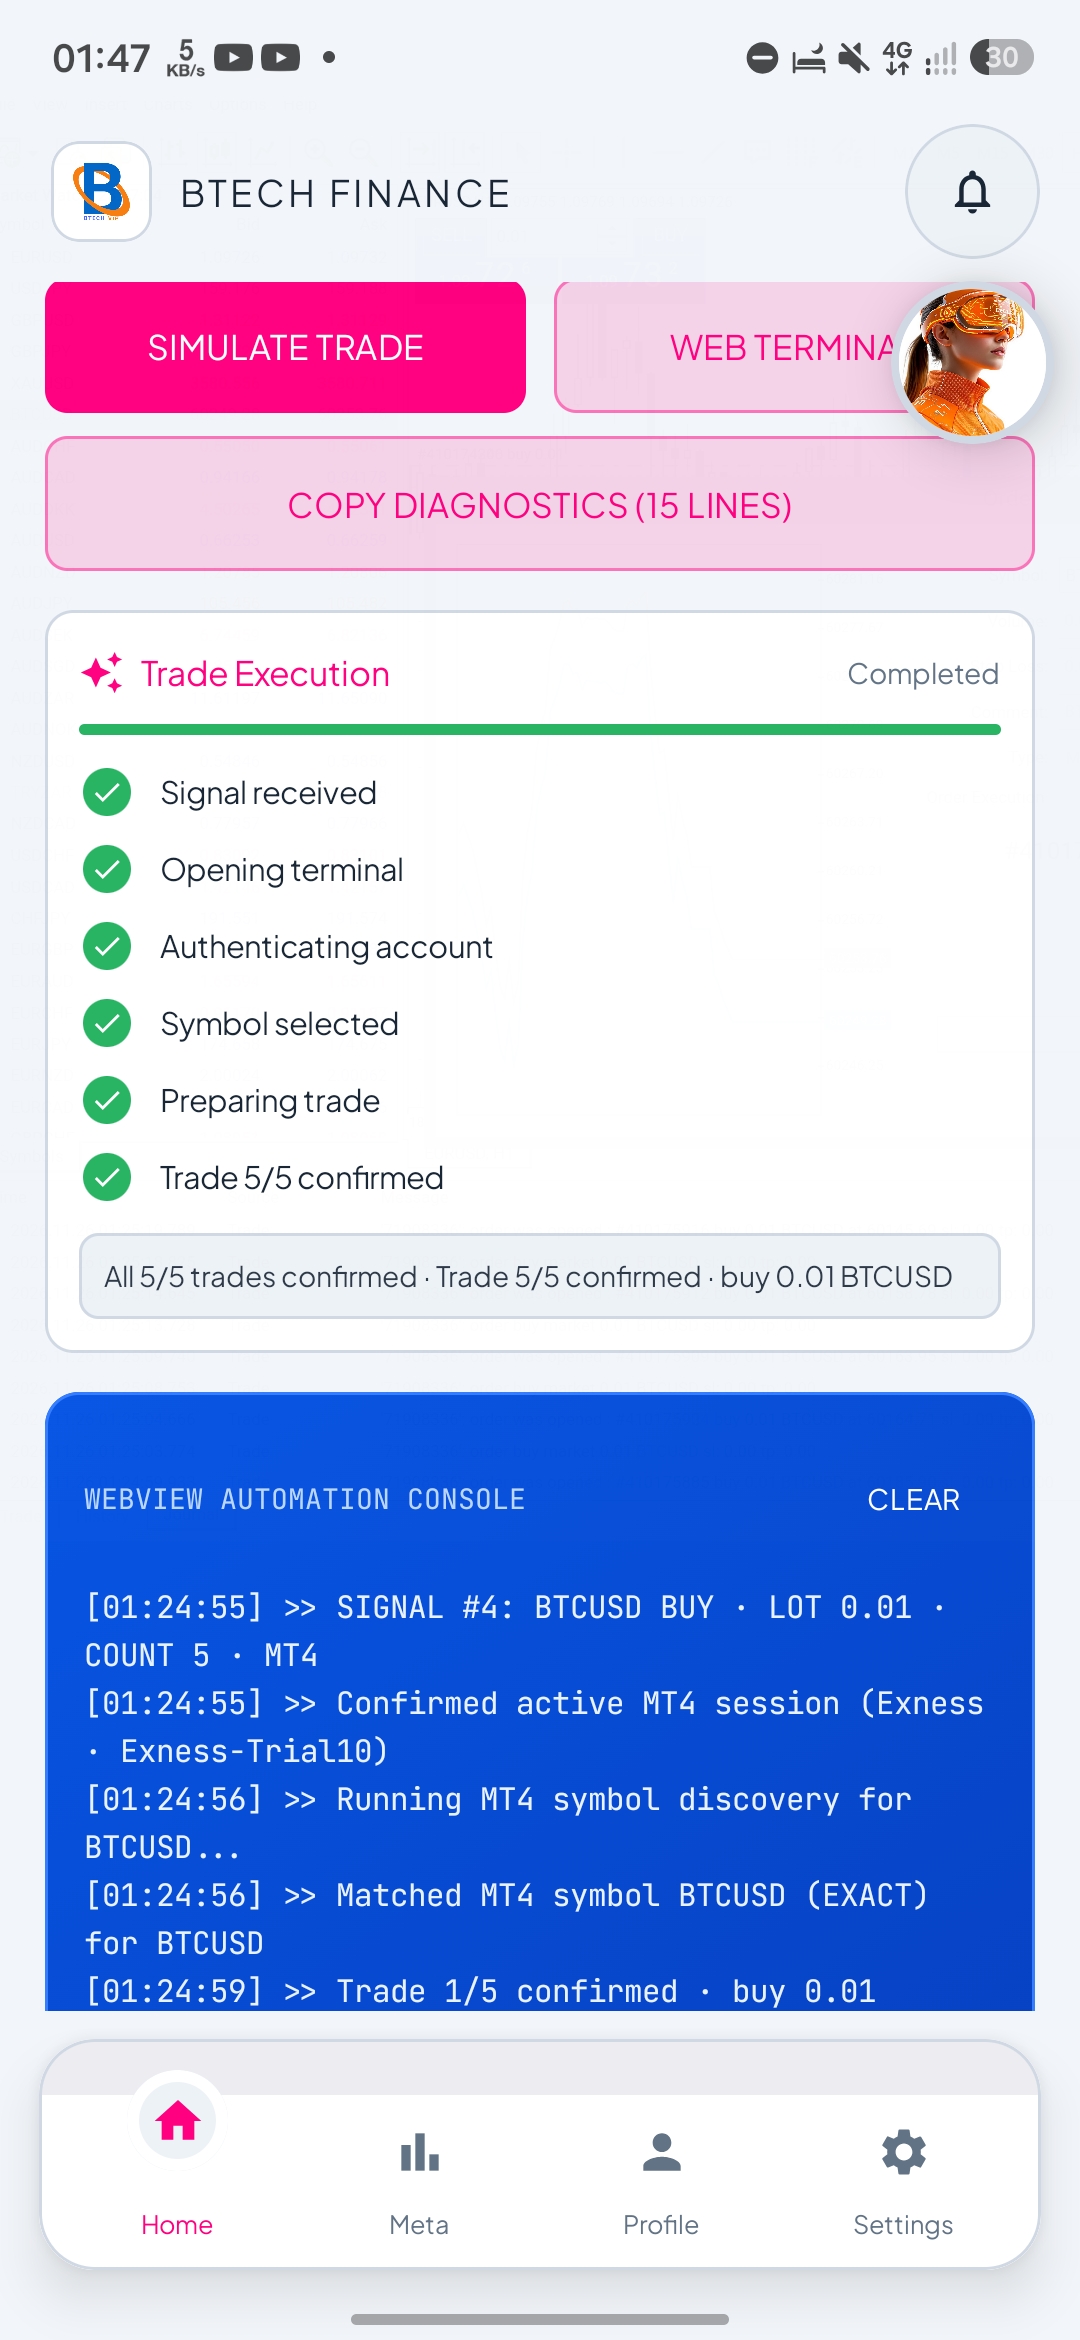 01:47
5
KB/s
4G
30
BTECH FINANCE
SIMULATE TRADE
WEB TERMINA
COPY DIAGNOSTICS (15 LINES)
Trade Execution
Completed
Signal received
Opening terminal
Authenticating account
Symbol selected
Preparing trade
Trade 5/5 confirmed
All 5/5 trades confirmed · Trade 5/5 confirmed · buy 0.01 BTCUSD
WEBVIEW AUTOMATION CONSOLE
CLEAR
[01:24:55] >> SIGNAL #4: BTCUSD BUY · LOT 0.01 ·
COUNT 5 · MT4
[01:24:55] >> Confirmed active MT4 session (Exness
· Exness-Trial10)
[01:24:56] >> Running MT4 symbol discovery for
BTCUSD...
[01:24:56] >> Matched MT4 symbol BTCUSD (EXACT)
for BTCUSD
[01:24:59] >> Trade 1/5 confirmed · buy 0.01
Home
Meta
Profile
Settings